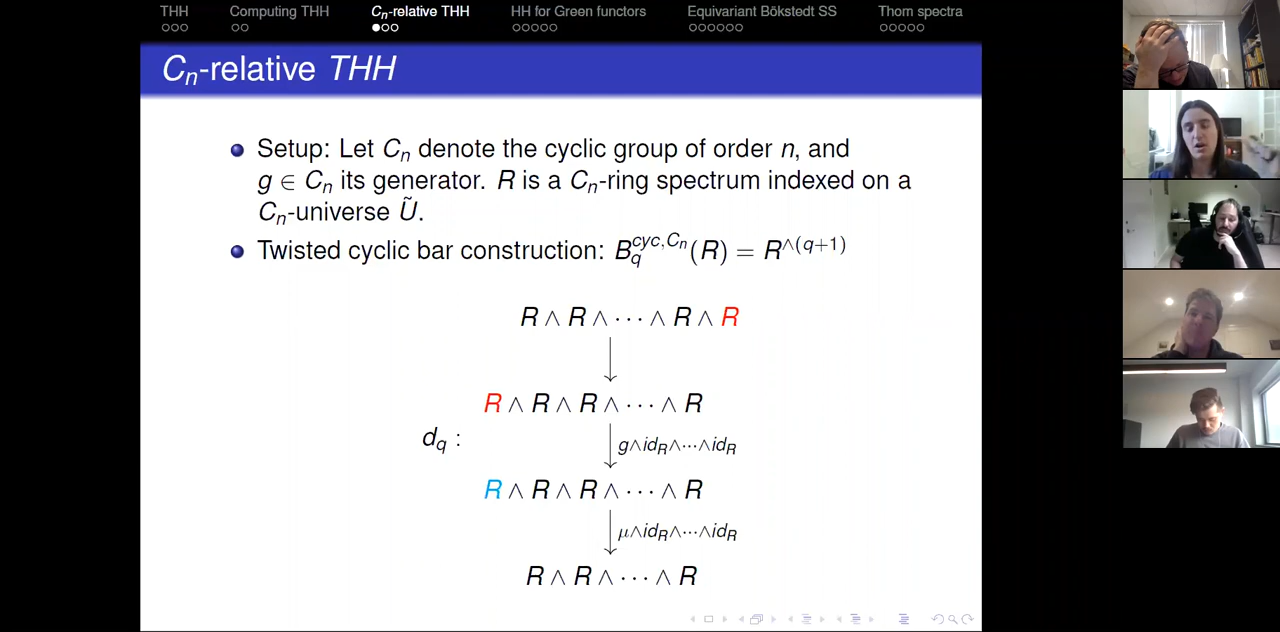 THH Computing THH Cₙ-relative THH HH for Green functors Equivariant Bökstedt SS Thom spectra
Cₙ-relative THH
Setup: Let Cₙ denote the cyclic group of order n, and
g ∈ Cₙ its generator. R is a Cₙ-ring spectrum indexed on a
Cₙ-universe Ũ.
Twisted cyclic bar construction: B_q^{cyc,Cₙ}(R) = R^{∧(q+1)}
R ∧ R ∧ ⋯ ∧ R ∧ R
R ∧ R ∧ R ∧ ⋯ ∧ R
d_q :
g∧id_R∧⋯∧id_R
R ∧ R ∧ R ∧ ⋯ ∧ R
μ∧id_R∧⋯∧id_R
R ∧ R ∧ ⋯ ∧ R